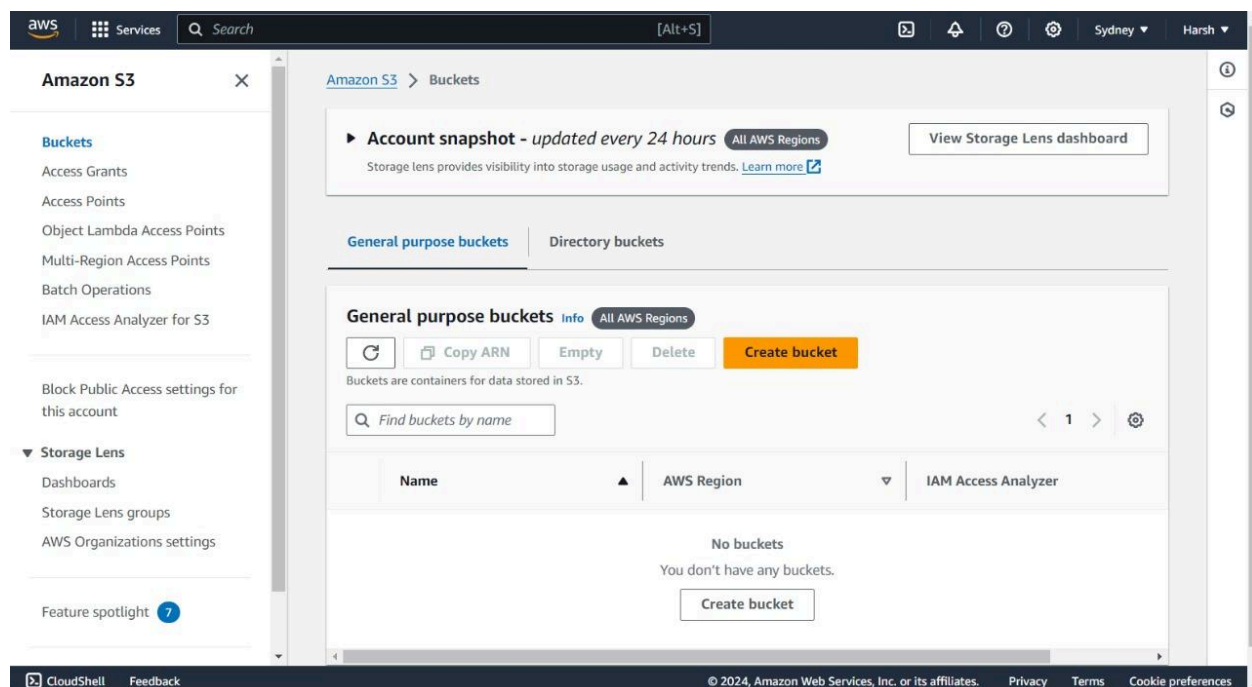 aws Services Search [Alt+S] Sydney ▼ Harsh ▼
Amazon S3
Buckets
Access Grants
Access Points
Object Lambda Access Points
Multi-Region Access Points
Batch Operations
IAM Access Analyzer for S3
Block Public Access settings for
this account
▼ Storage Lens
Dashboards
Storage Lens groups
AWS Organizations settings
Feature spotlight 7
Amazon S3 > Buckets
Account snapshot - updated every 24 hours All AWS Regions
Storage lens provides visibility into storage usage and activity trends. Learn more
View Storage Lens dashboard
General purpose buckets Directory buckets
General purpose buckets Info All AWS Regions
Copy ARN Empty Delete Create bucket
Buckets are containers for data stored in S3.
Find buckets by name < 1 >
Name AWS Region IAM Access Analyzer
No buckets
You don't have any buckets.
Create bucket
CloudShell Feedback © 2024, Amazon Web Services, Inc. or its affiliates. Privacy Terms Cookie preferences